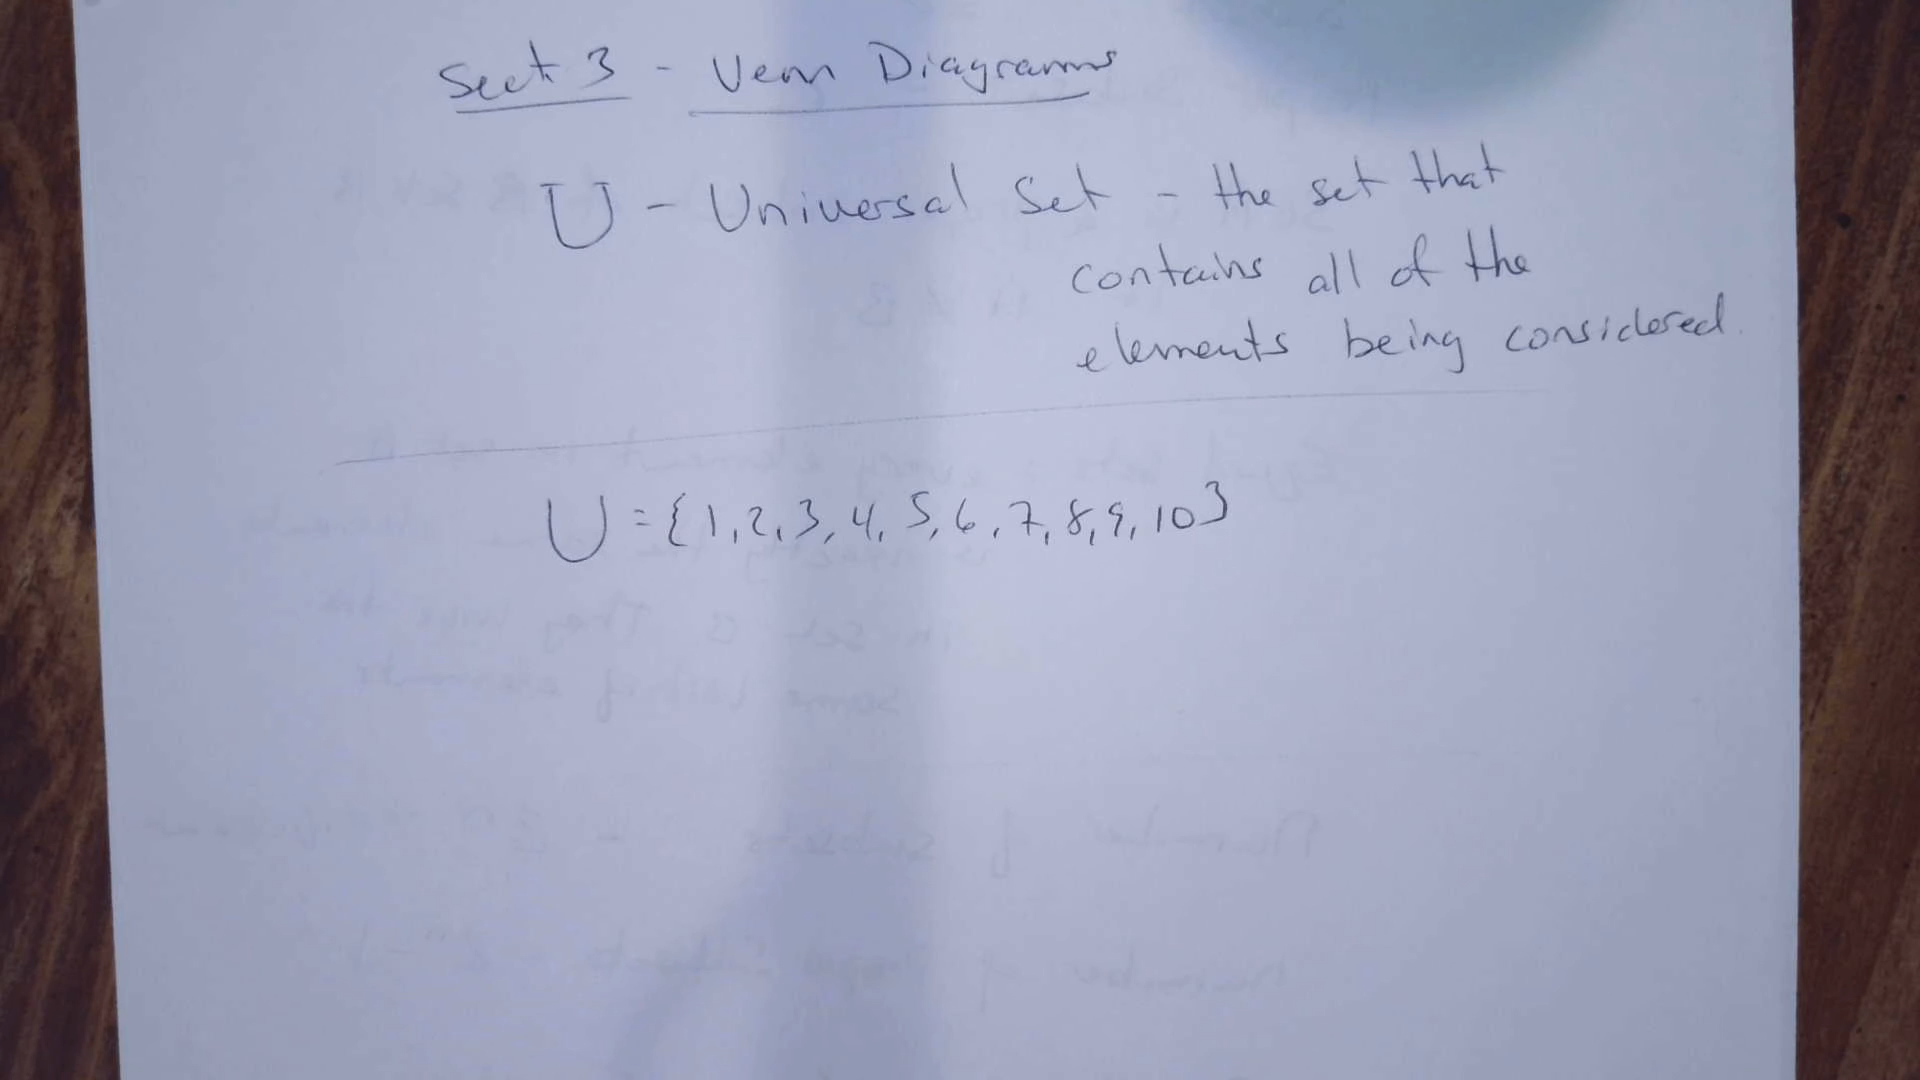 Sect. 3 - Venn Diagrams
U - Universal Set - the set that
contains all of the
elements being considered.
U = {1, 2, 3, 4, 5, 6, 7, 8, 9, 10}